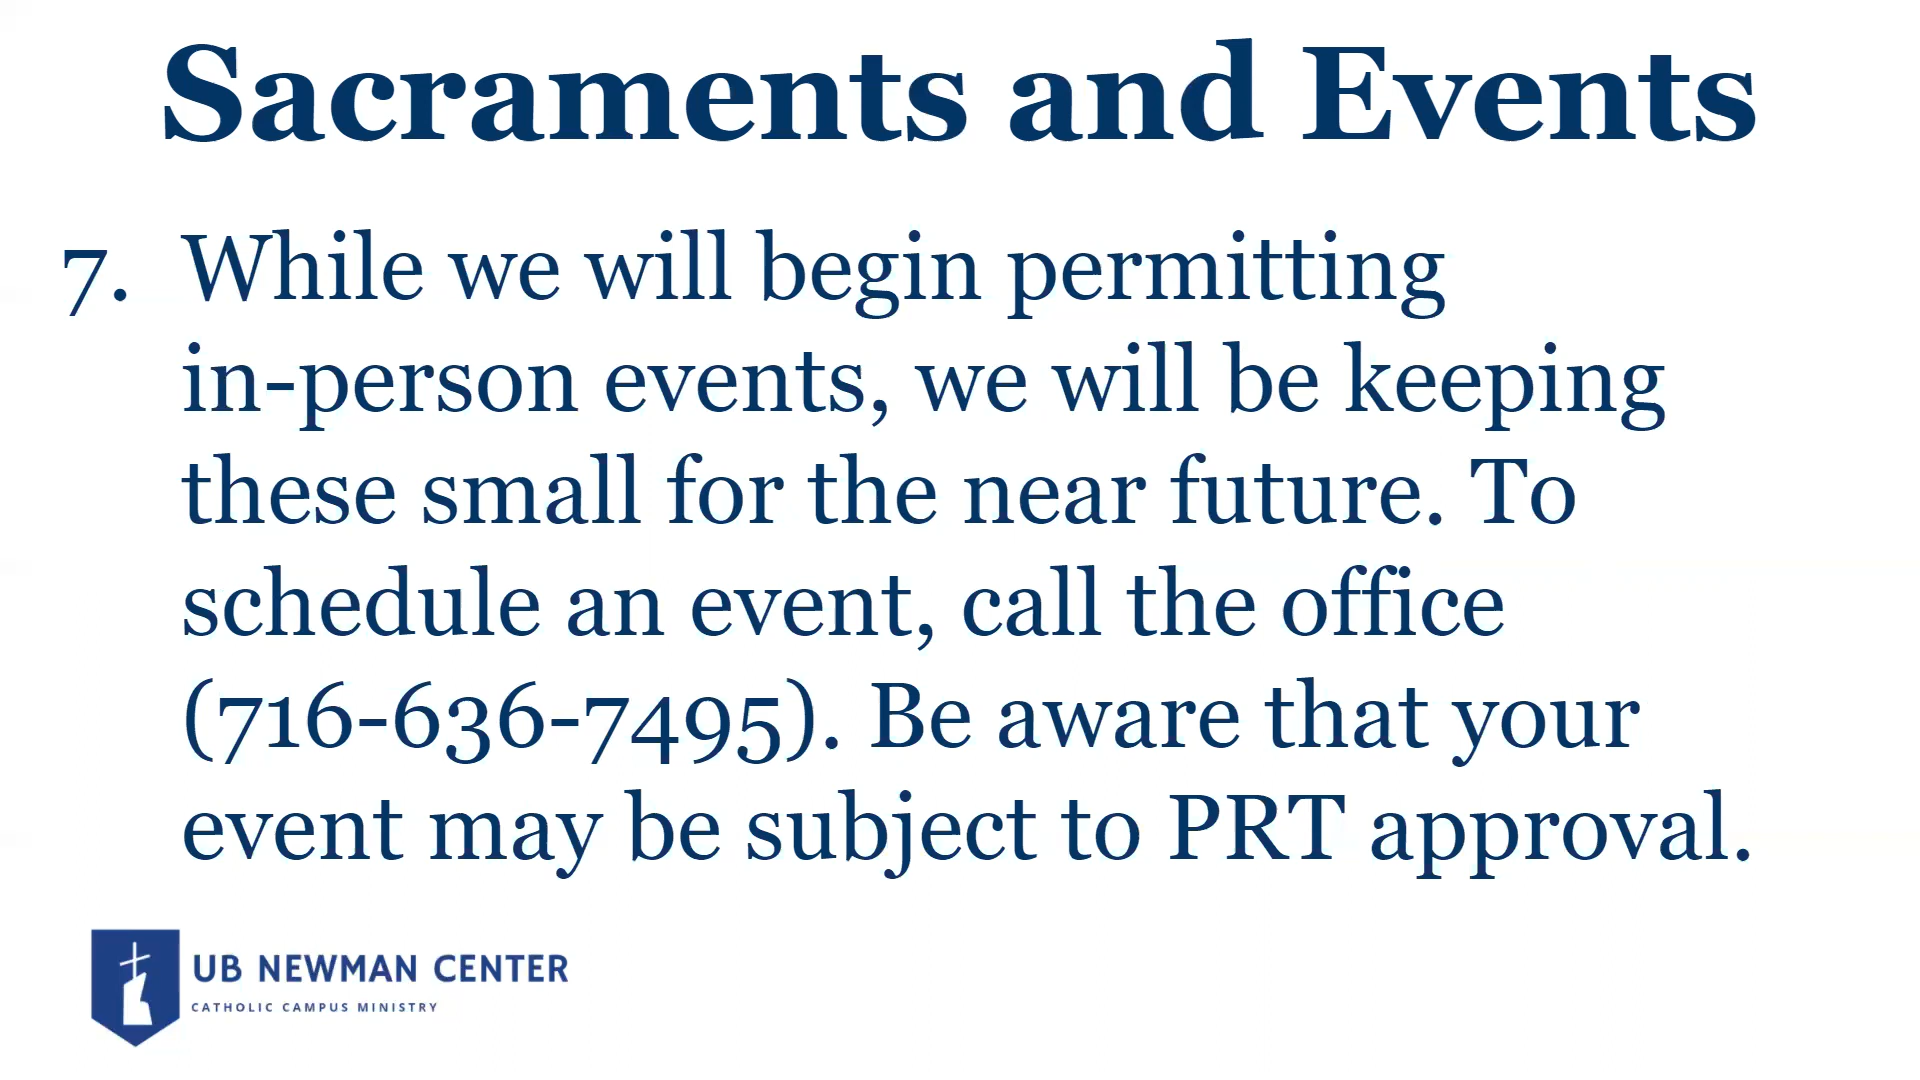 Sacraments and Events
7. While we will begin permitting
in-person events, we will be keeping
these small for the near future. To
schedule an event, call the office
(716-636-7495). Be aware that your
event may be subject to PRT approval.
UB NEWMAN CENTER
CATHOLIC CAMPUS MINISTRY